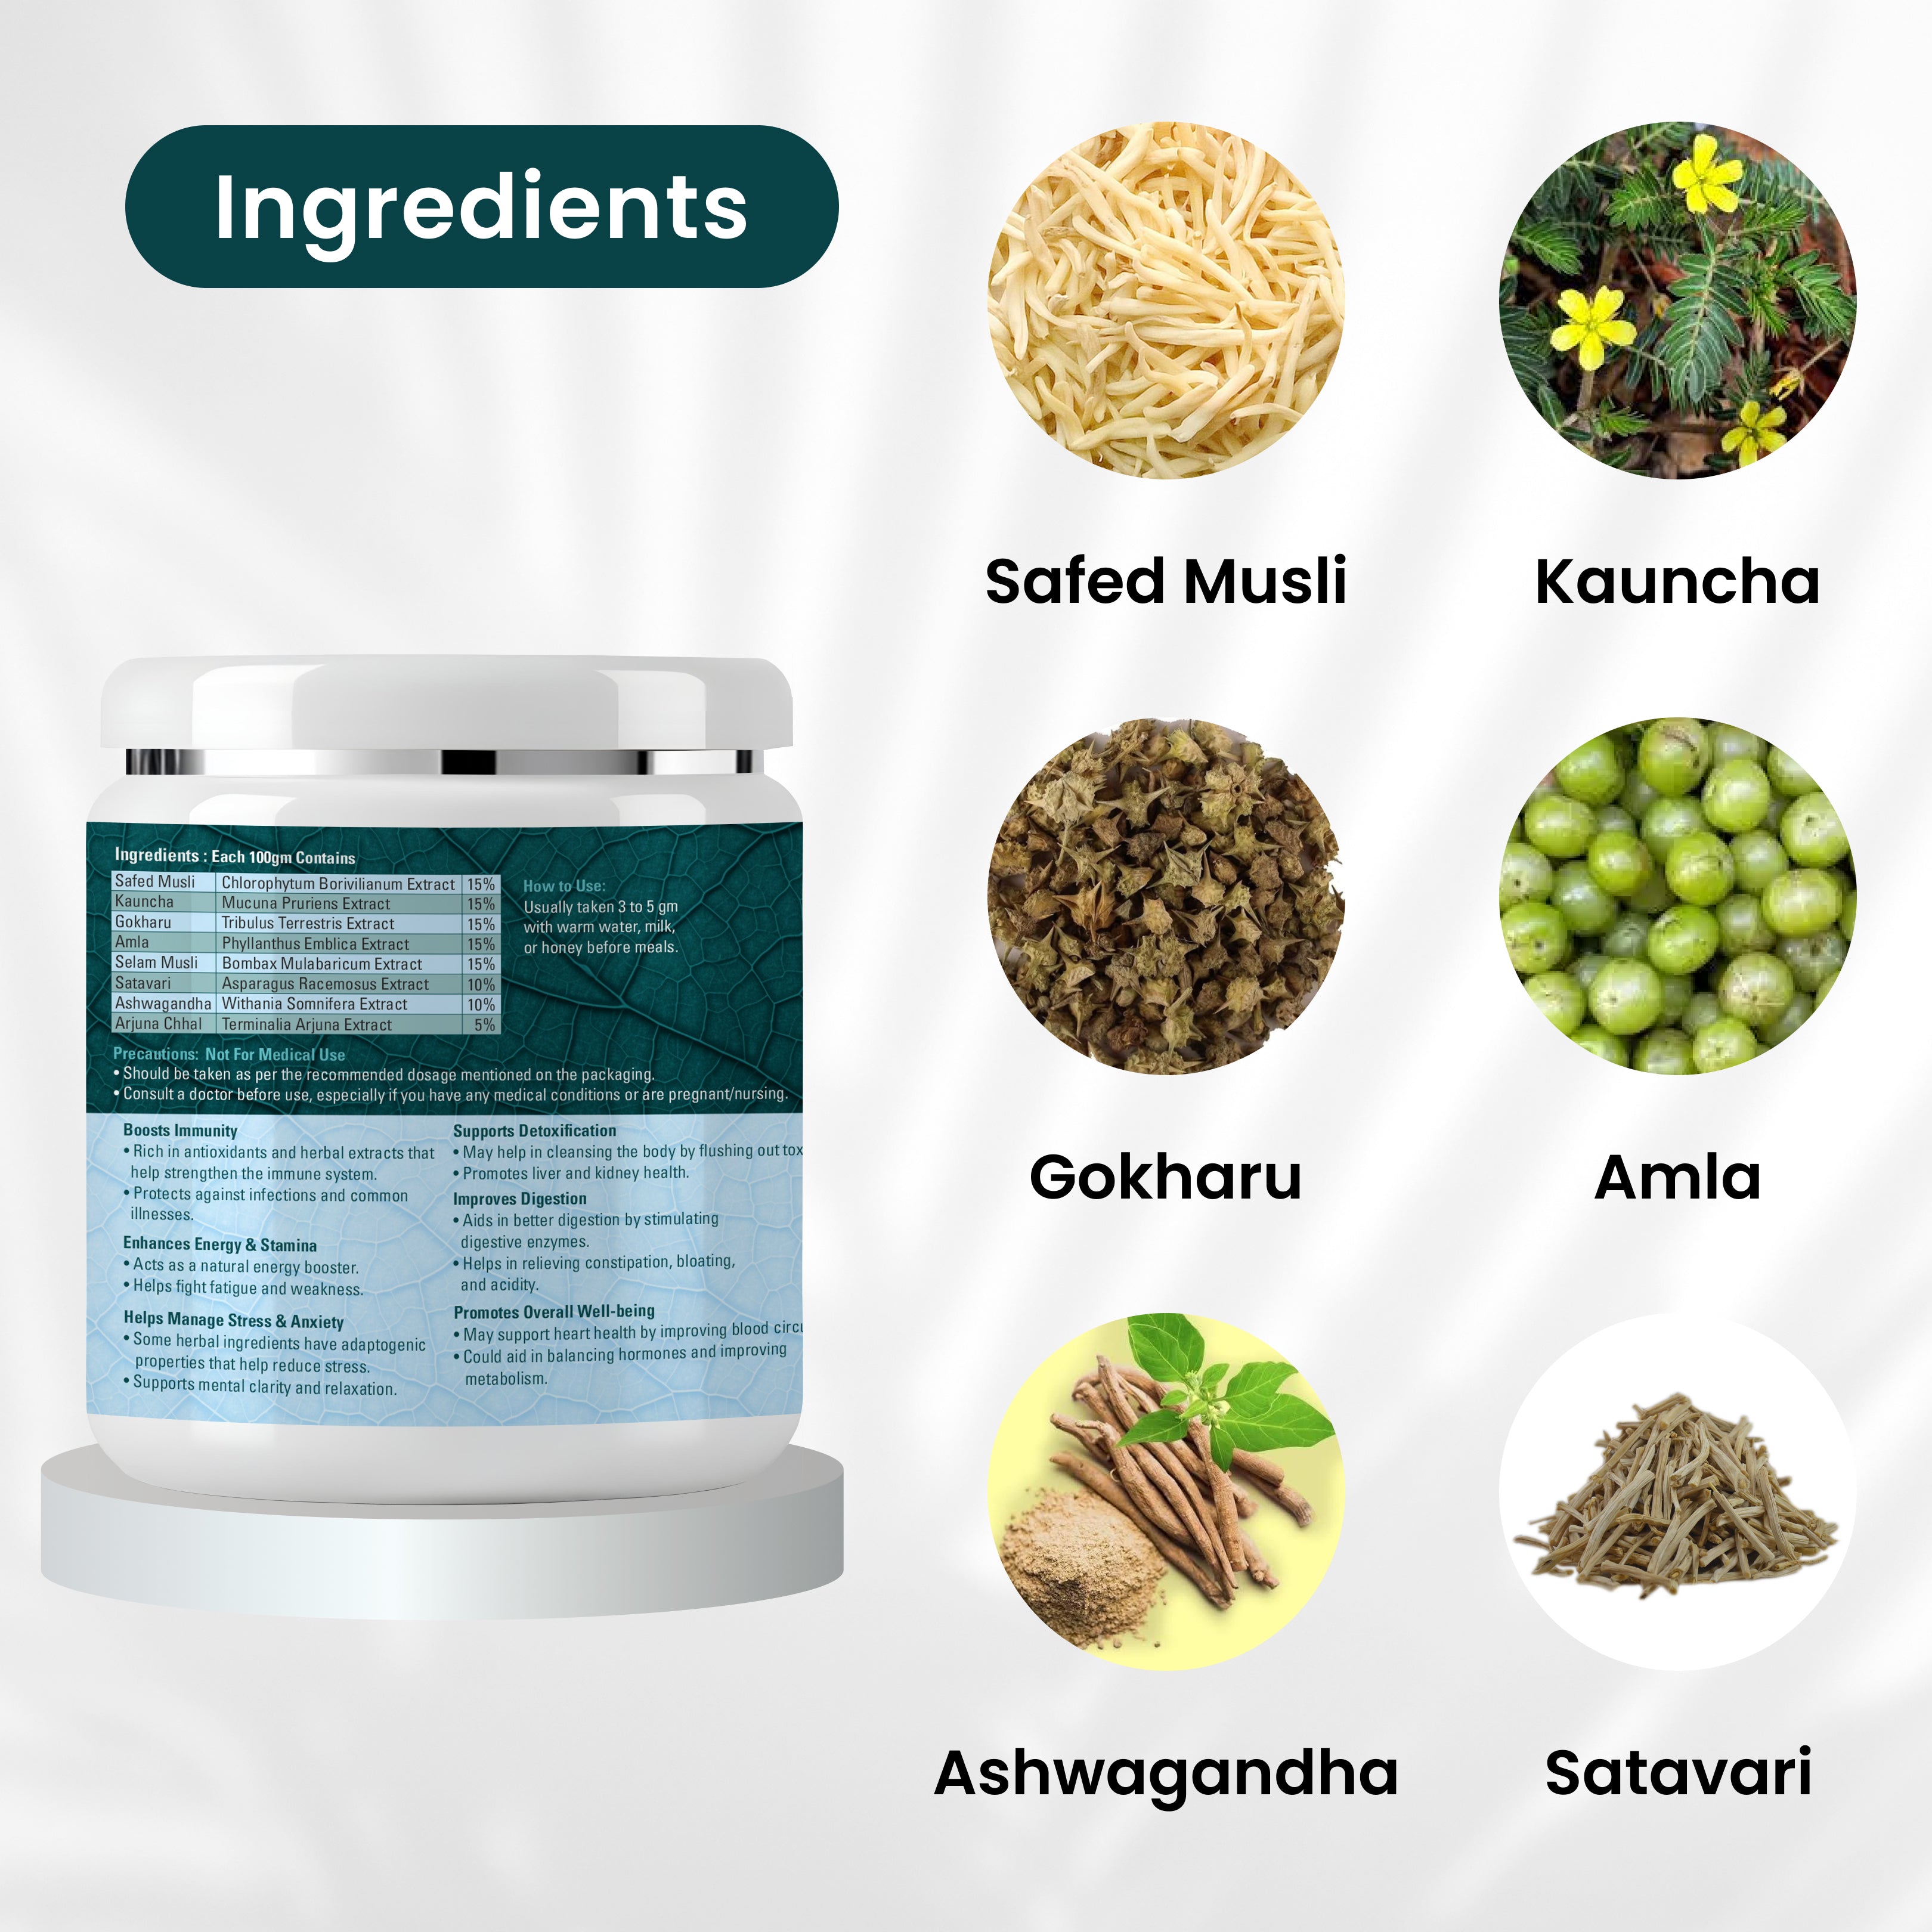 Ingredients
Safed Musli
Kauncha
Gokharu
Amla
Ashwagandha
Satavari
Ingredients : Each 100gm Contains
Safed Musli Chlorophytum Borivilianum Extract 15%
Kauncha Mucuna Pruriens Extract 15%
Gokharu Tribulus Terrestris Extract 15%
Amla Phyllanthus Emblica Extract 15%
Selam Musli Bombax Mulabaricum Extract 15%
Satavari Asparagus Racemosus Extract 10%
Ashwagandha Withania Somnifera Extract 10%
Arjuna Chhal Terminalia Arjuna Extract 5%
How to Use:
Usually taken 3 to 5 gm
with warm water, milk,
or honey before meals.
Precautions: Not For Medical Use
• Should be taken as per the recommended dosage mentioned on the packaging.
• Consult a doctor before use, especially if you have any medical conditions or are pregnant/nursing.
Boosts Immunity
• Rich in antioxidants and herbal extracts that
help strengthen the immune system.
• Protects against infections and common
illnesses.
Enhances Energy & Stamina
• Acts as a natural energy booster.
• Helps fight fatigue and weakness.
Helps Manage Stress & Anxiety
• Some herbal ingredients have adaptogenic
properties that help reduce stress.
• Supports mental clarity and relaxation.
Supports Detoxification
• May help in cleansing the body by flushing out tox
• Promotes liver and kidney health.
Improves Digestion
• Aids in better digestion by stimulating
digestive enzymes.
• Helps in relieving constipation, bloating,
and acidity.
Promotes Overall Well-being
• May support heart health by improving blood circu
• Could aid in balancing hormones and improving
metabolism.